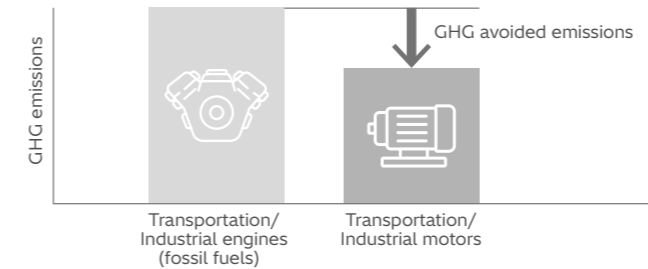 GHG avoided emissions
GHG emissions
Transportation/
Industrial engines
(fossil fuels)
Transportation/
Industrial motors